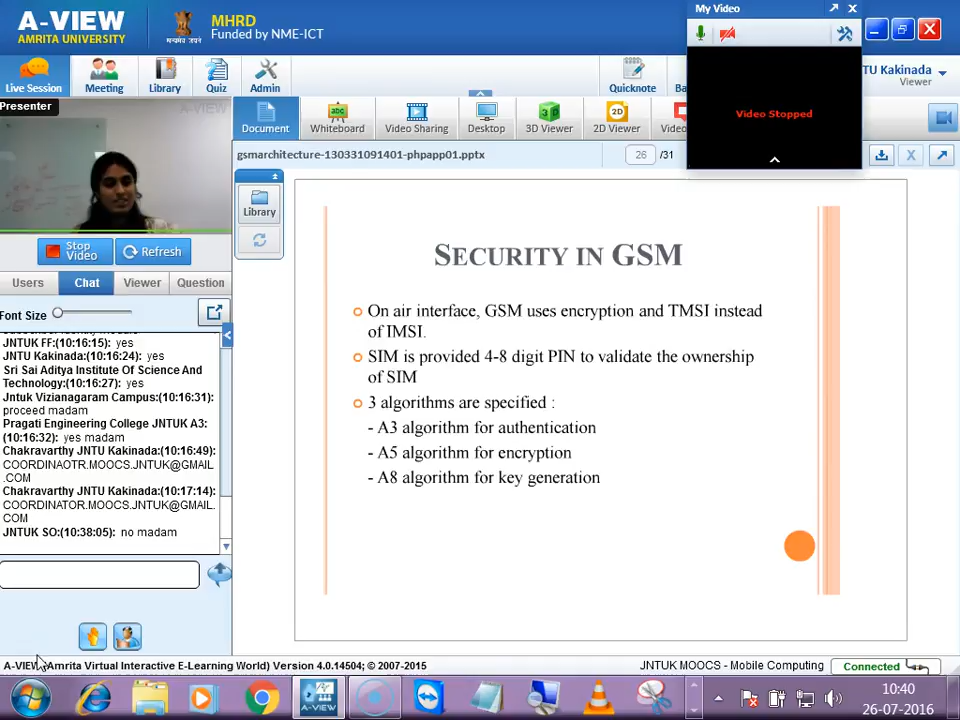 A-VIEW
AMRITA UNIVERSITY
MHRD
Funded by NME-ICT
My Video
Live Session
Meeting
Library
Quiz
Admin
Quicknote
TU Kakinada
Viewer
Presenter
A-VIEW
Document
Whiteboard
Video Sharing
Desktop
3D Viewer
2D Viewer
2D
Video
Video Stopped
gsmarchitecture-130331091401-phpapp01.pptx
26 /31
Library
Stop
Video
Refresh
Users
Chat
Viewer
Question
Font Size
JNTUK FF:(10:16:15): yes
JNTU Kakinada:(10:16:24): yes
Sri Sai Aditya Institute Of Science And
Technology:(10:16:27): yes
Jntuk Vizianagaram Campus:(10:16:31):
proceed madam
Pragati Engineering College JNTUK A3:
(10:16:32): yes madam
Chakravarthy JNTU Kakinada:(10:16:49):
COORDINAOTR.MOOCS.JNTUK@GMAIL
.COM
Chakravarthy JNTU Kakinada:(10:17:14):
COORDINATOR.MOOCS.JNTUK@GMAIL.
COM
JNTUK SO:(10:38:05): no madam
SECURITY IN GSM
On air interface, GSM uses encryption and TMSI instead
of IMSI.
SIM is provided 4-8 digit PIN to validate the ownership
of SIM
3 algorithms are specified :
- A3 algorithm for authentication
- A5 algorithm for encryption
- A8 algorithm for key generation
A-VIEW(Amrita Virtual Interactive E-Learning World) Version 4.0.14504; © 2007-2015
JNTUK MOOCS - Mobile Computing
Connected
A-VIEW
10:40
26-07-2016